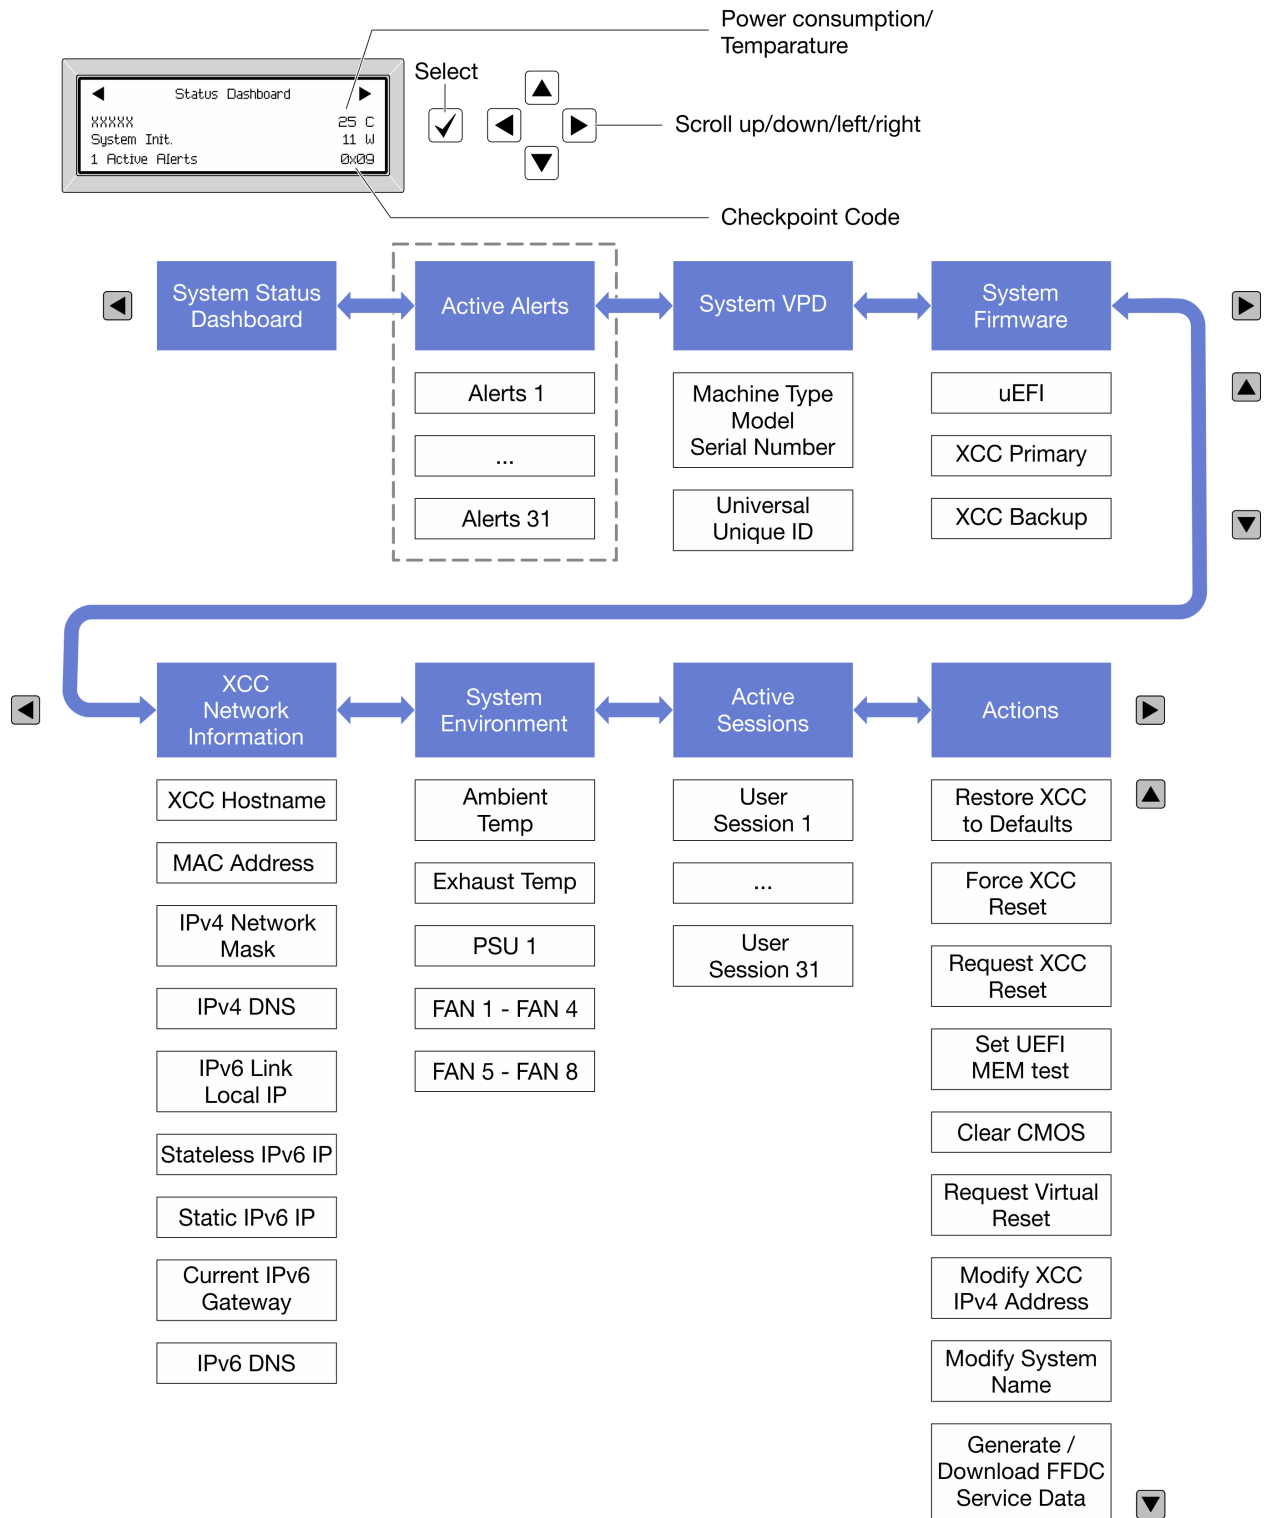 Power consumption/
Temparature
Select
Status Dashboard
XXXXX 25 C
System Init. 11 W
1 Active Alerts 0x09
Scroll up/down/left/right
Checkpoint Code
System Status
Dashboard
Active Alerts
System VPD
System
Firmware
Alerts 1
...
Alerts 31
Machine Type
Model
Serial Number
Universal
Unique ID
uEFI
XCC Primary
XCC Backup
XCC
Network
Information
System
Environment
Active
Sessions
Actions
XCC Hostname
MAC Address
IPv4 Network
Mask
IPv4 DNS
IPv6 Link
Local IP
Stateless IPv6 IP
Static IPv6 IP
Current IPv6
Gateway
IPv6 DNS
Ambient
Temp
Exhaust Temp
PSU 1
FAN 1 - FAN 4
FAN 5 - FAN 8
User
Session 1
...
User
Session 31
Restore XCC
to Defaults
Force XCC
Reset
Request XCC
Reset
Set UEFI
MEM test
Clear CMOS
Request Virtual
Reset
Modify XCC
IPv4 Address
Modify System
Name
Generate /
Download FFDC
Service Data